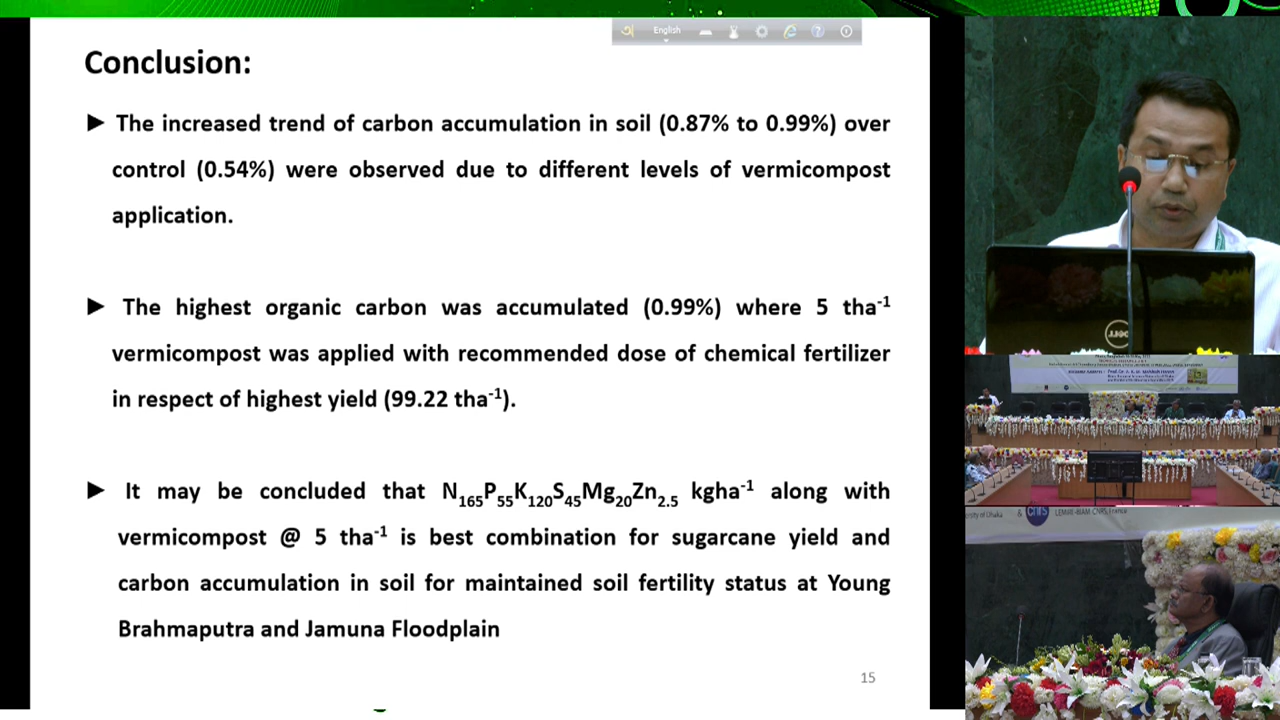 English
Conclusion:
► The increased trend of carbon accumulation in soil (0.87% to 0.99%) over
control (0.54%) were observed due to different levels of vermicompost
application.
► The highest organic carbon was accumulated (0.99%) where 5 tha⁻¹
vermicompost was applied with recommended dose of chemical fertilizer
in respect of highest yield (99.22 tha⁻¹).
► It may be concluded that N₁₆₅P₅₅K₁₂₀S₄₅Mg₂₀Zn₂.₅ kgha⁻¹ along with
vermicompost @ 5 tha⁻¹ is best combination for sugarcane yield and
carbon accumulation in soil for maintained soil fertility status at Young
Brahmaputra and Jamuna Floodplain
15
DELL
of Dhaka & CNRS